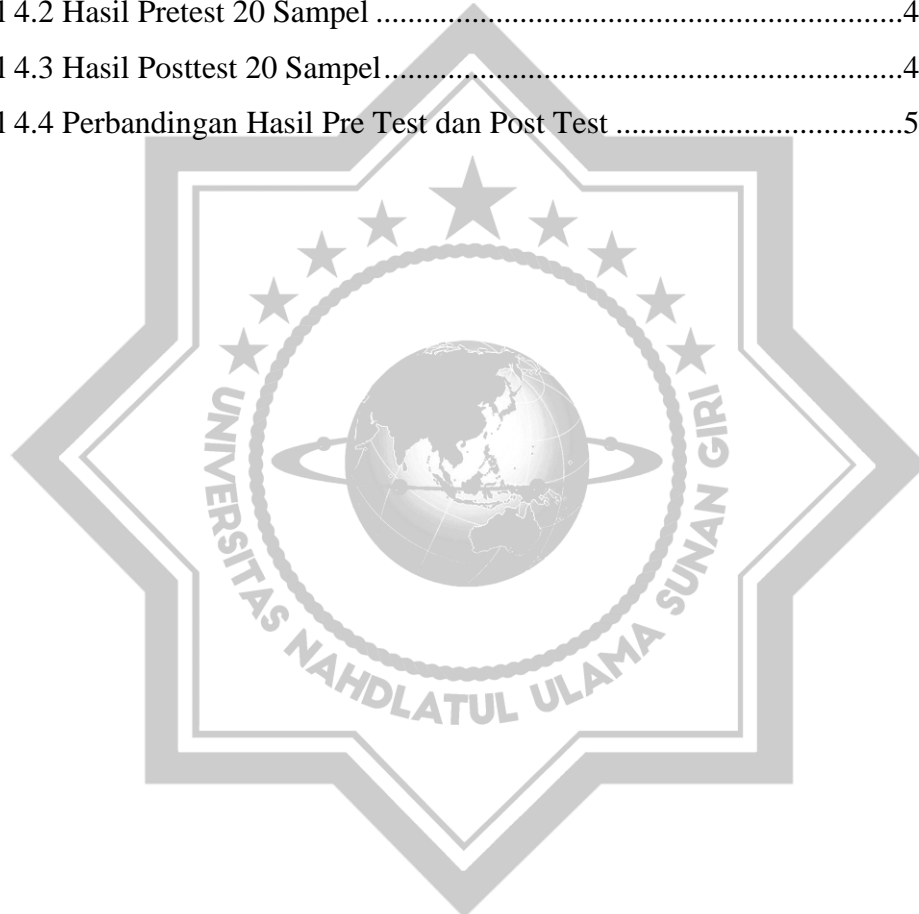 l 4.2 Hasil Pretest 20 Sampel ....................................................................4
l 4.3 Hasil Posttest 20 Sampel...................................................................4
l 4.4 Perbandingan Hasil Pre Test dan Post Test ...................................5
UNIVERSITAS NAHDLATUL ULAMA SUNAN GIRI